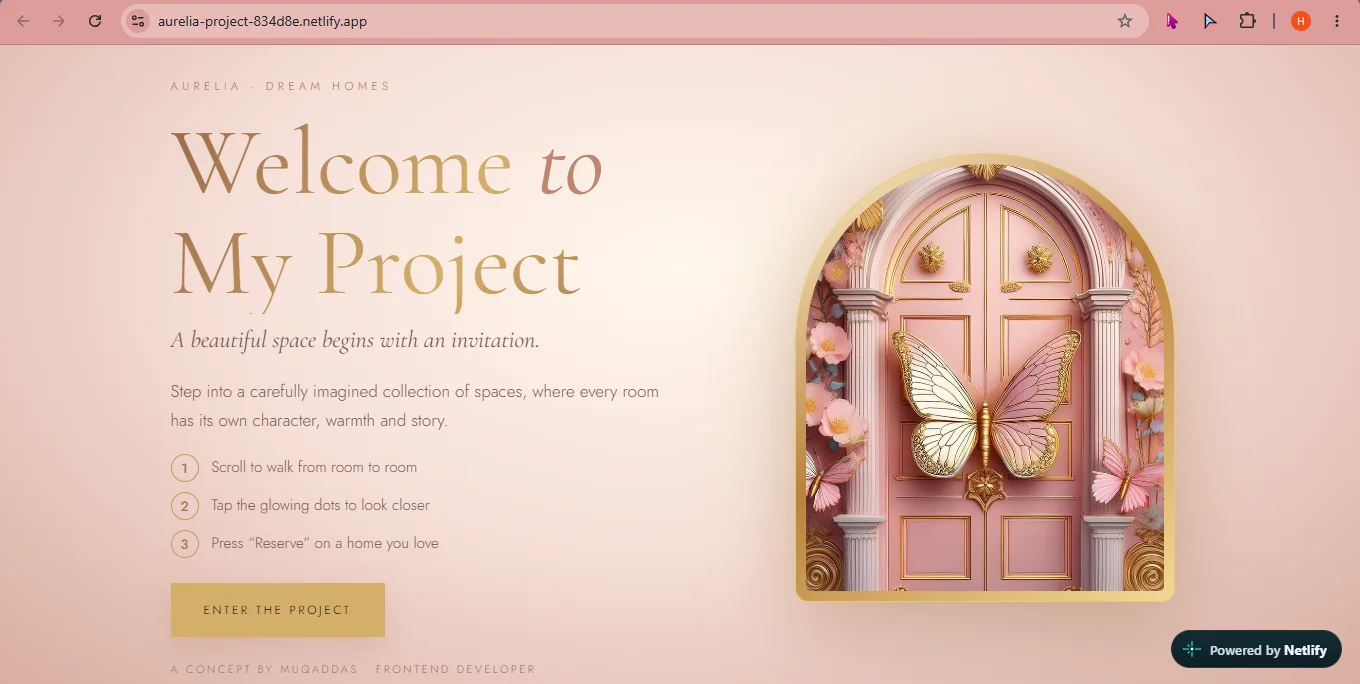 aurelia-project-834d8e.netlify.app
H
AURELIA · DREAM HOMES
Welcome to
My Project
A beautiful space begins with an invitation.
Step into a carefully imagined collection of spaces, where every room
has its own character, warmth and story.
1 Scroll to walk from room to room
2 Tap the glowing dots to look closer
3 Press “Reserve” on a home you love
ENTER THE PROJECT
A CONCEPT BY MUQADDAS · FRONTEND DEVELOPER
Powered by Netlify